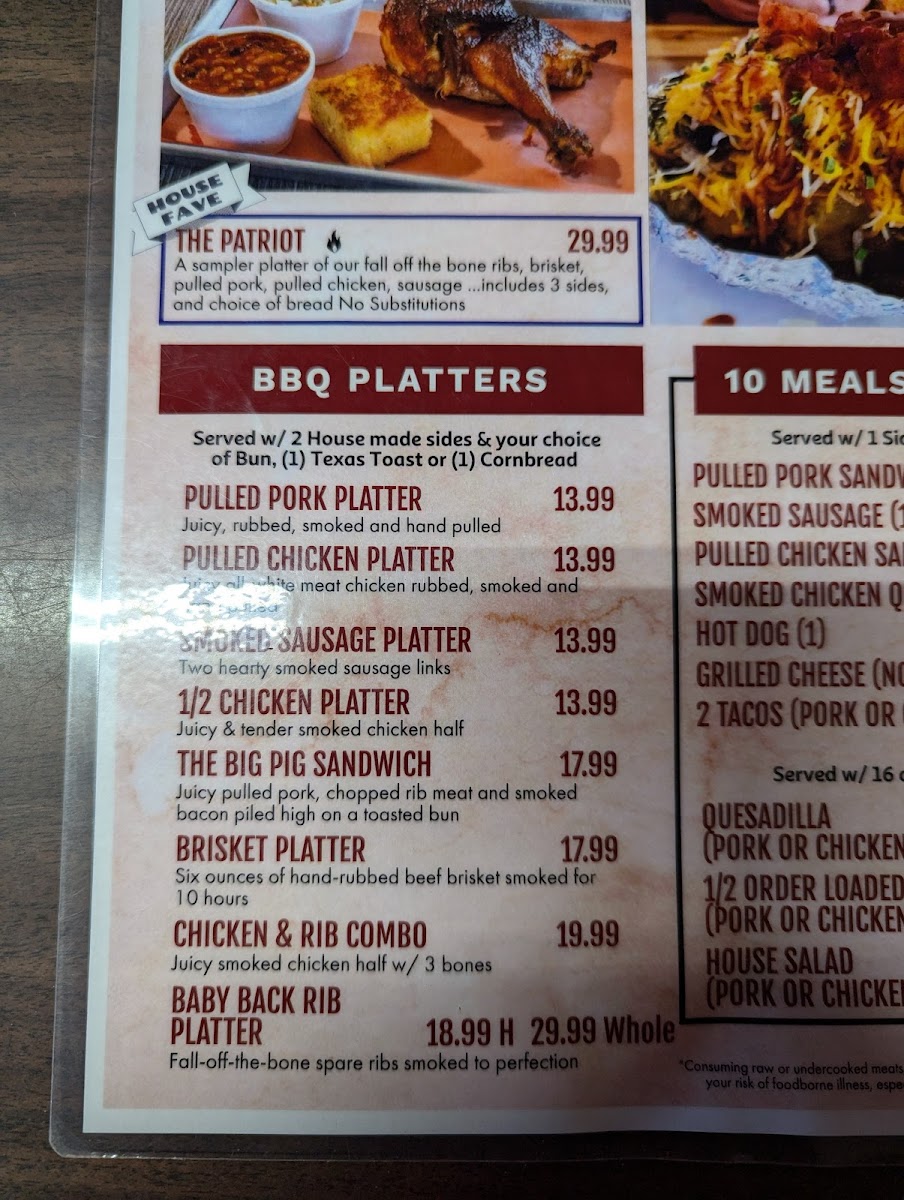 HOUSE
FAVE
THE PATRIOT 29.99
A sampler platter of our fall off the bone ribs, brisket,
pulled pork, pulled chicken, sausage ...includes 3 sides,
and choice of bread No Substitutions
BBQ PLATTERS
Served w/ 2 House made sides & your choice
of Bun, (1) Texas Toast or (1) Cornbread
PULLED PORK PLATTER 13.99
Juicy, rubbed, smoked and hand pulled
PULLED CHICKEN PLATTER 13.99
Juicy all white meat chicken rubbed, smoked and
SMOKED SAUSAGE PLATTER 13.99
Two hearty smoked sausage links
1/2 CHICKEN PLATTER 13.99
Juicy & tender smoked chicken half
THE BIG PIG SANDWICH 17.99
Juicy pulled pork, chopped rib meat and smoked
bacon piled high on a toasted bun
BRISKET PLATTER 17.99
Six ounces of hand-rubbed beef brisket smoked for
10 hours
CHICKEN & RIB COMBO 19.99
Juicy smoked chicken half w/ 3 bones
BABY BACK RIB
PLATTER 18.99 H 29.99 Whole
Fall-off-the-bone spare ribs smoked to perfection
10 MEALS
Served w/ 1
PULLED PORK
SMOKED SAUSAGE
PULLED CHICKEN
SMOKED CHICKEN
HOT DOG (1)
GRILLED CHEESE
2 TACOS (PORK OR
Served w/ 16
QUESADILLA
(PORK OR CHICKEN
1/2 ORDER LOADED
(PORK OR CHICKEN
HOUSE SALAD
(PORK OR CHICKEN
*Consuming raw or undercooked meats
your risk of foodborne illness,